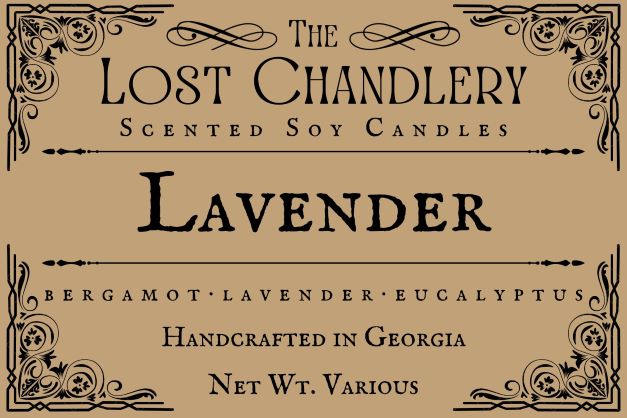 The
Lost Chandlery
Scented Soy Candles
Lavender
BERGAMOT·LAVENDER·EUCALYPTUS
Handcrafted in Georgia
Net Wt. Various